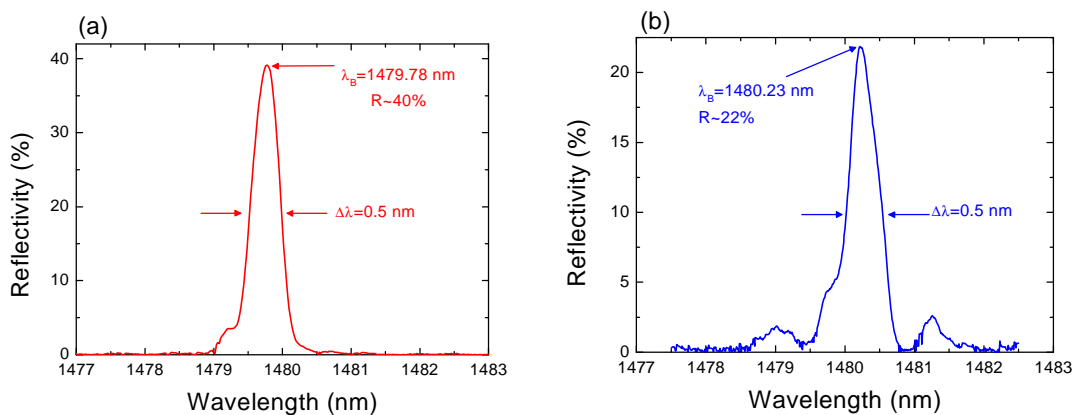 (a)
40
30
20
10
0
Reflectivity (%)
λB=1479.78 nm
R~40%
Δλ=0.5 nm
1477 1478 1479 1480 1481 1482 1483
Wavelength (nm)
(b)
20
15
10
5
0
Reflectivity (%)
λB=1480.23 nm
R~22%
Δλ=0.5 nm
1477 1478 1479 1480 1481 1482 1483
Wavelength (nm)